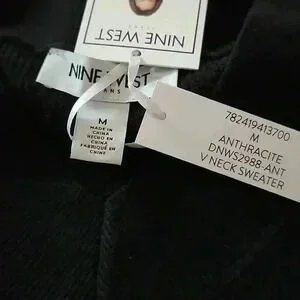 NINE WEST
JEANS
NINE WEST
JEANS
M
MADE IN
CHINA
HECHO EN
CHINA
FABRIQUÉ EN
CHINE
782419413700
M
ANTHRACITE
DNWS2988-ANT
V NECK SWEATER